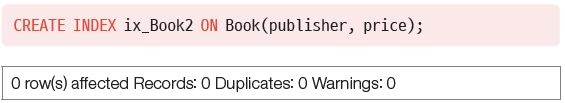 CREATE INDEX ix_Book2 ON Book(publisher, price);
0 row(s) affected Records: 0 Duplicates: 0 Warnings: 0